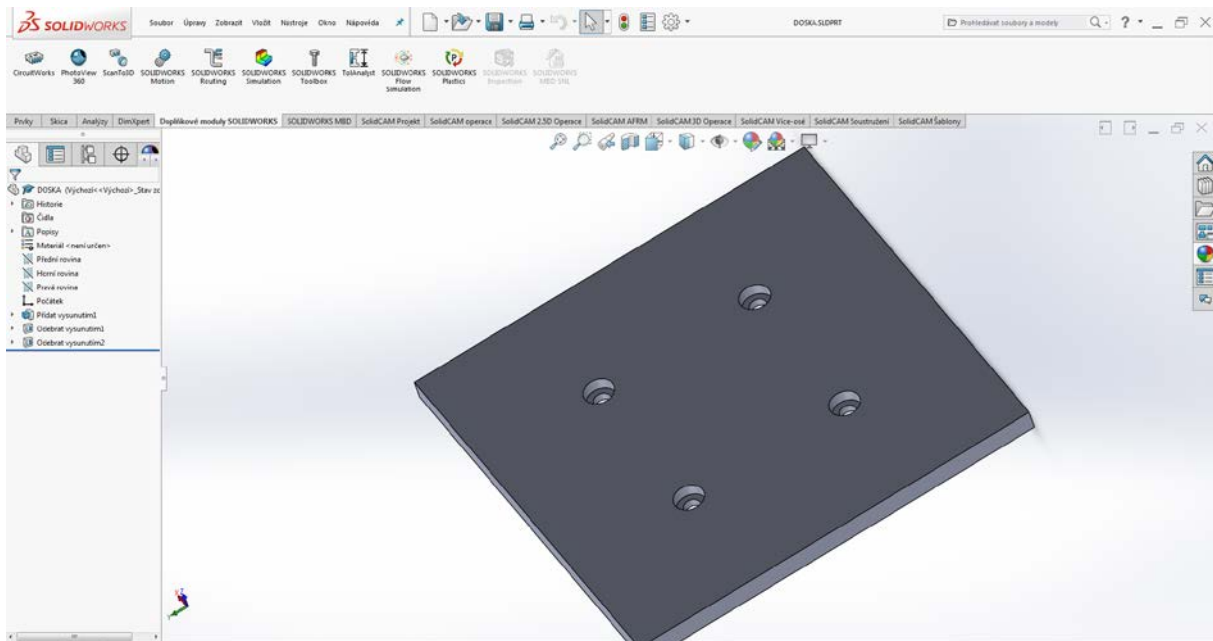 SOLIDWORKS Soubor Úpravy Zobrazit Vložit Nástroje Okno Nápověda DOSKA.SLDPRT Prohledávat soubory a modely
CircuitWorks PhotoView 360 ScanTo3D SOLIDWORKS Motion SOLIDWORKS Routing SOLIDWORKS Simulation SOLIDWORKS Toolbox TolAnalyst SOLIDWORKS Flow Simulation SOLIDWORKS Plastics SOLIDWORKS Inspection SOLIDWORKS MBD SNL
Prvky Skica Analýzy DimXpert Doplňkové moduly SOLIDWORKS SOLIDWORKS MBD SolidCAM Projekt SolidCAM operace SolidCAM 2.5D Operace SolidCAM AFRM SolidCAM 3D Operace SolidCAM Více-osé SolidCAM Soustružení SolidCAM Šablony
DOSKA (Výchozí<<Výchozí>_Stav zo
Historie
Čidla
Popisy
Materiál <není určen>
Přední rovina
Horní rovina
Pravá rovina
Počátek
Přidat vysunutím1
Odebrat vysunutím1
Odebrat vysunutím2